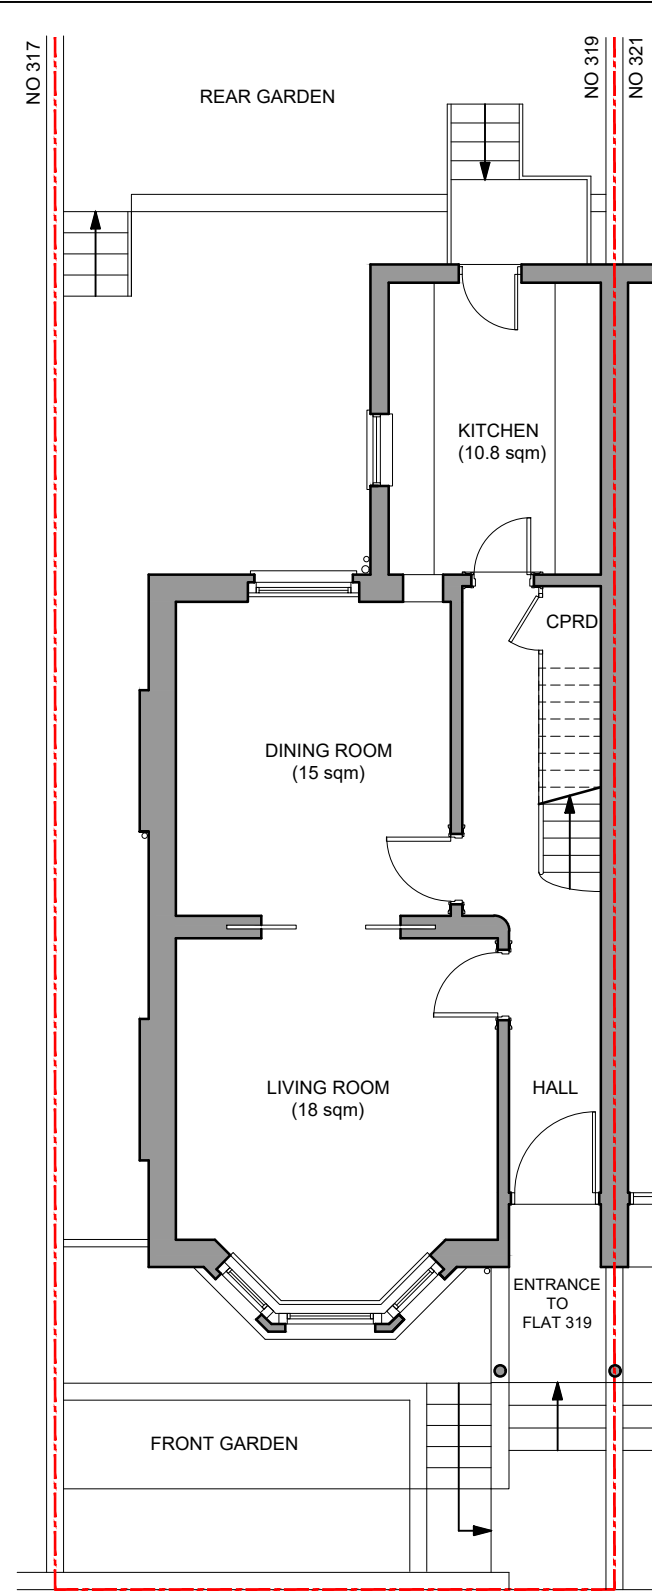 NO 317
REAR GARDEN
NO 319
NO 321
KITCHEN
(10.8 sqm)
CPRD
DINING ROOM
(15 sqm)
LIVING ROOM
(18 sqm)
HALL
ENTRANCE
TO
FLAT 319
FRONT GARDEN